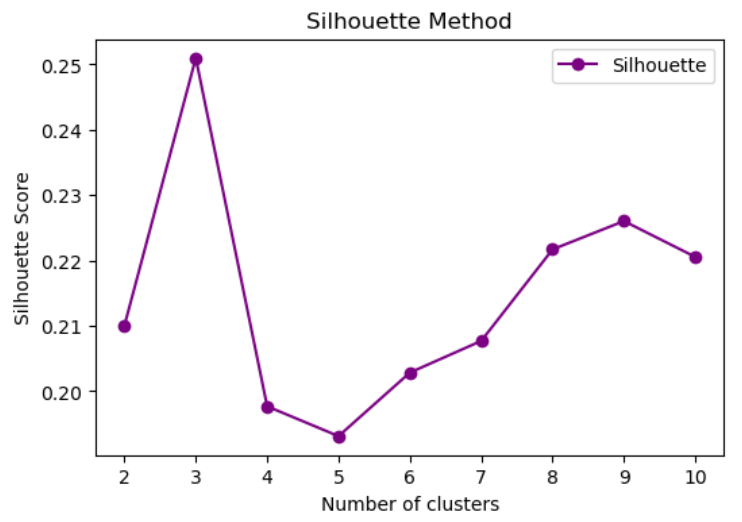 Silhouette Method
Silhouette
0.25
0.24
0.23
0.22
0.21
0.20
Silhouette Score
2 3 4 5 6 7 8 9 10
Number of clusters